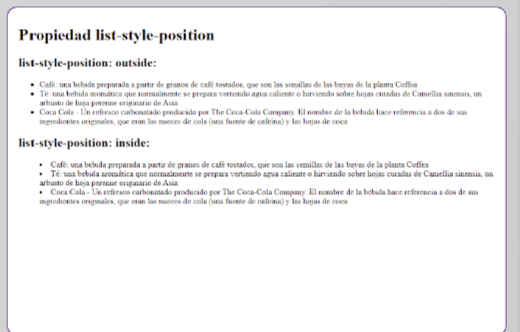 Propiedad list-style-position
list-style-position: outside:
• Café: una bebida preparada a partir de granos de café tostados, que son las semillas de las bayas de la planta Coffea
• Té: una bebida aromática que normalmente se prepara vertiendo agua caliente o hirviendo sobre hojas curadas de Camellia sinensis, un
arbusto de hoja perenne originario de Asia
• Coca Cola - Un refresco carbonatado producido por The Coca-Cola Company. El nombre de la bebida hace referencia a dos de sus
ingredientes originales, que eran las nueces de cola (una fuente de cafeína) y las hojas de coca
list-style-position: inside:
• Café: una bebida preparada a partir de granos de café tostados, que son las semillas de las bayas de la planta Coffea
• Té: una bebida aromática que normalmente se prepara vertiendo agua caliente o hirviendo sobre hojas curadas de Camellia sinensis, un
arbusto de hoja perenne originario de Asia
• Coca Cola - Un refresco carbonatado producido por The Coca-Cola Company. El nombre de la bebida hace referencia a dos de sus
ingredientes originales, que eran las nueces de cola (una fuente de cafeína) y las hojas de coca